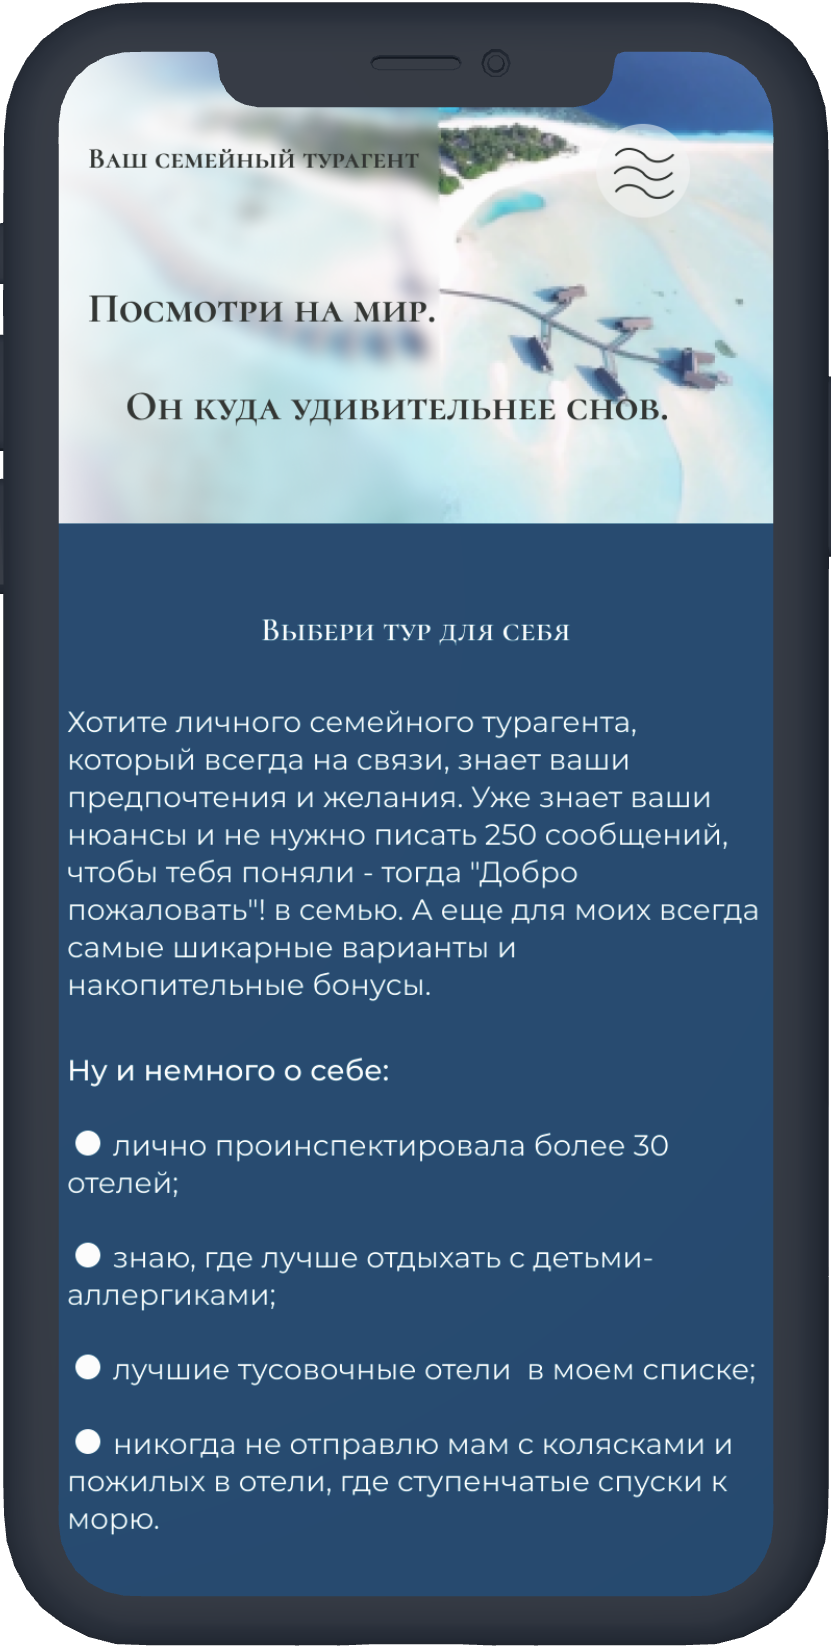 Ваш семейный турагент
Посмотри на мир.
Он куда удивительнее снов.
Выбери тур для себя
Хотите личного семейного турагента,
который всегда на связи, знает ваши
предпочтения и желания. Уже знает ваши
нюансы и не нужно писать 250 сообщений,
чтобы тебя поняли - тогда "Добро
пожаловать"! в семью. А еще для моих всегда
самые шикарные варианты и
накопительные бонусы.
Ну и немного о себе:
● лично проинспектировала более 30
отелей;
● знаю, где лучше отдыхать с детьми-
аллергиками;
● лучшие тусовочные отели  в моем списке;
● никогда не отправлю мам с колясками и
пожилых в отели, где ступенчатые спуски к
морю.